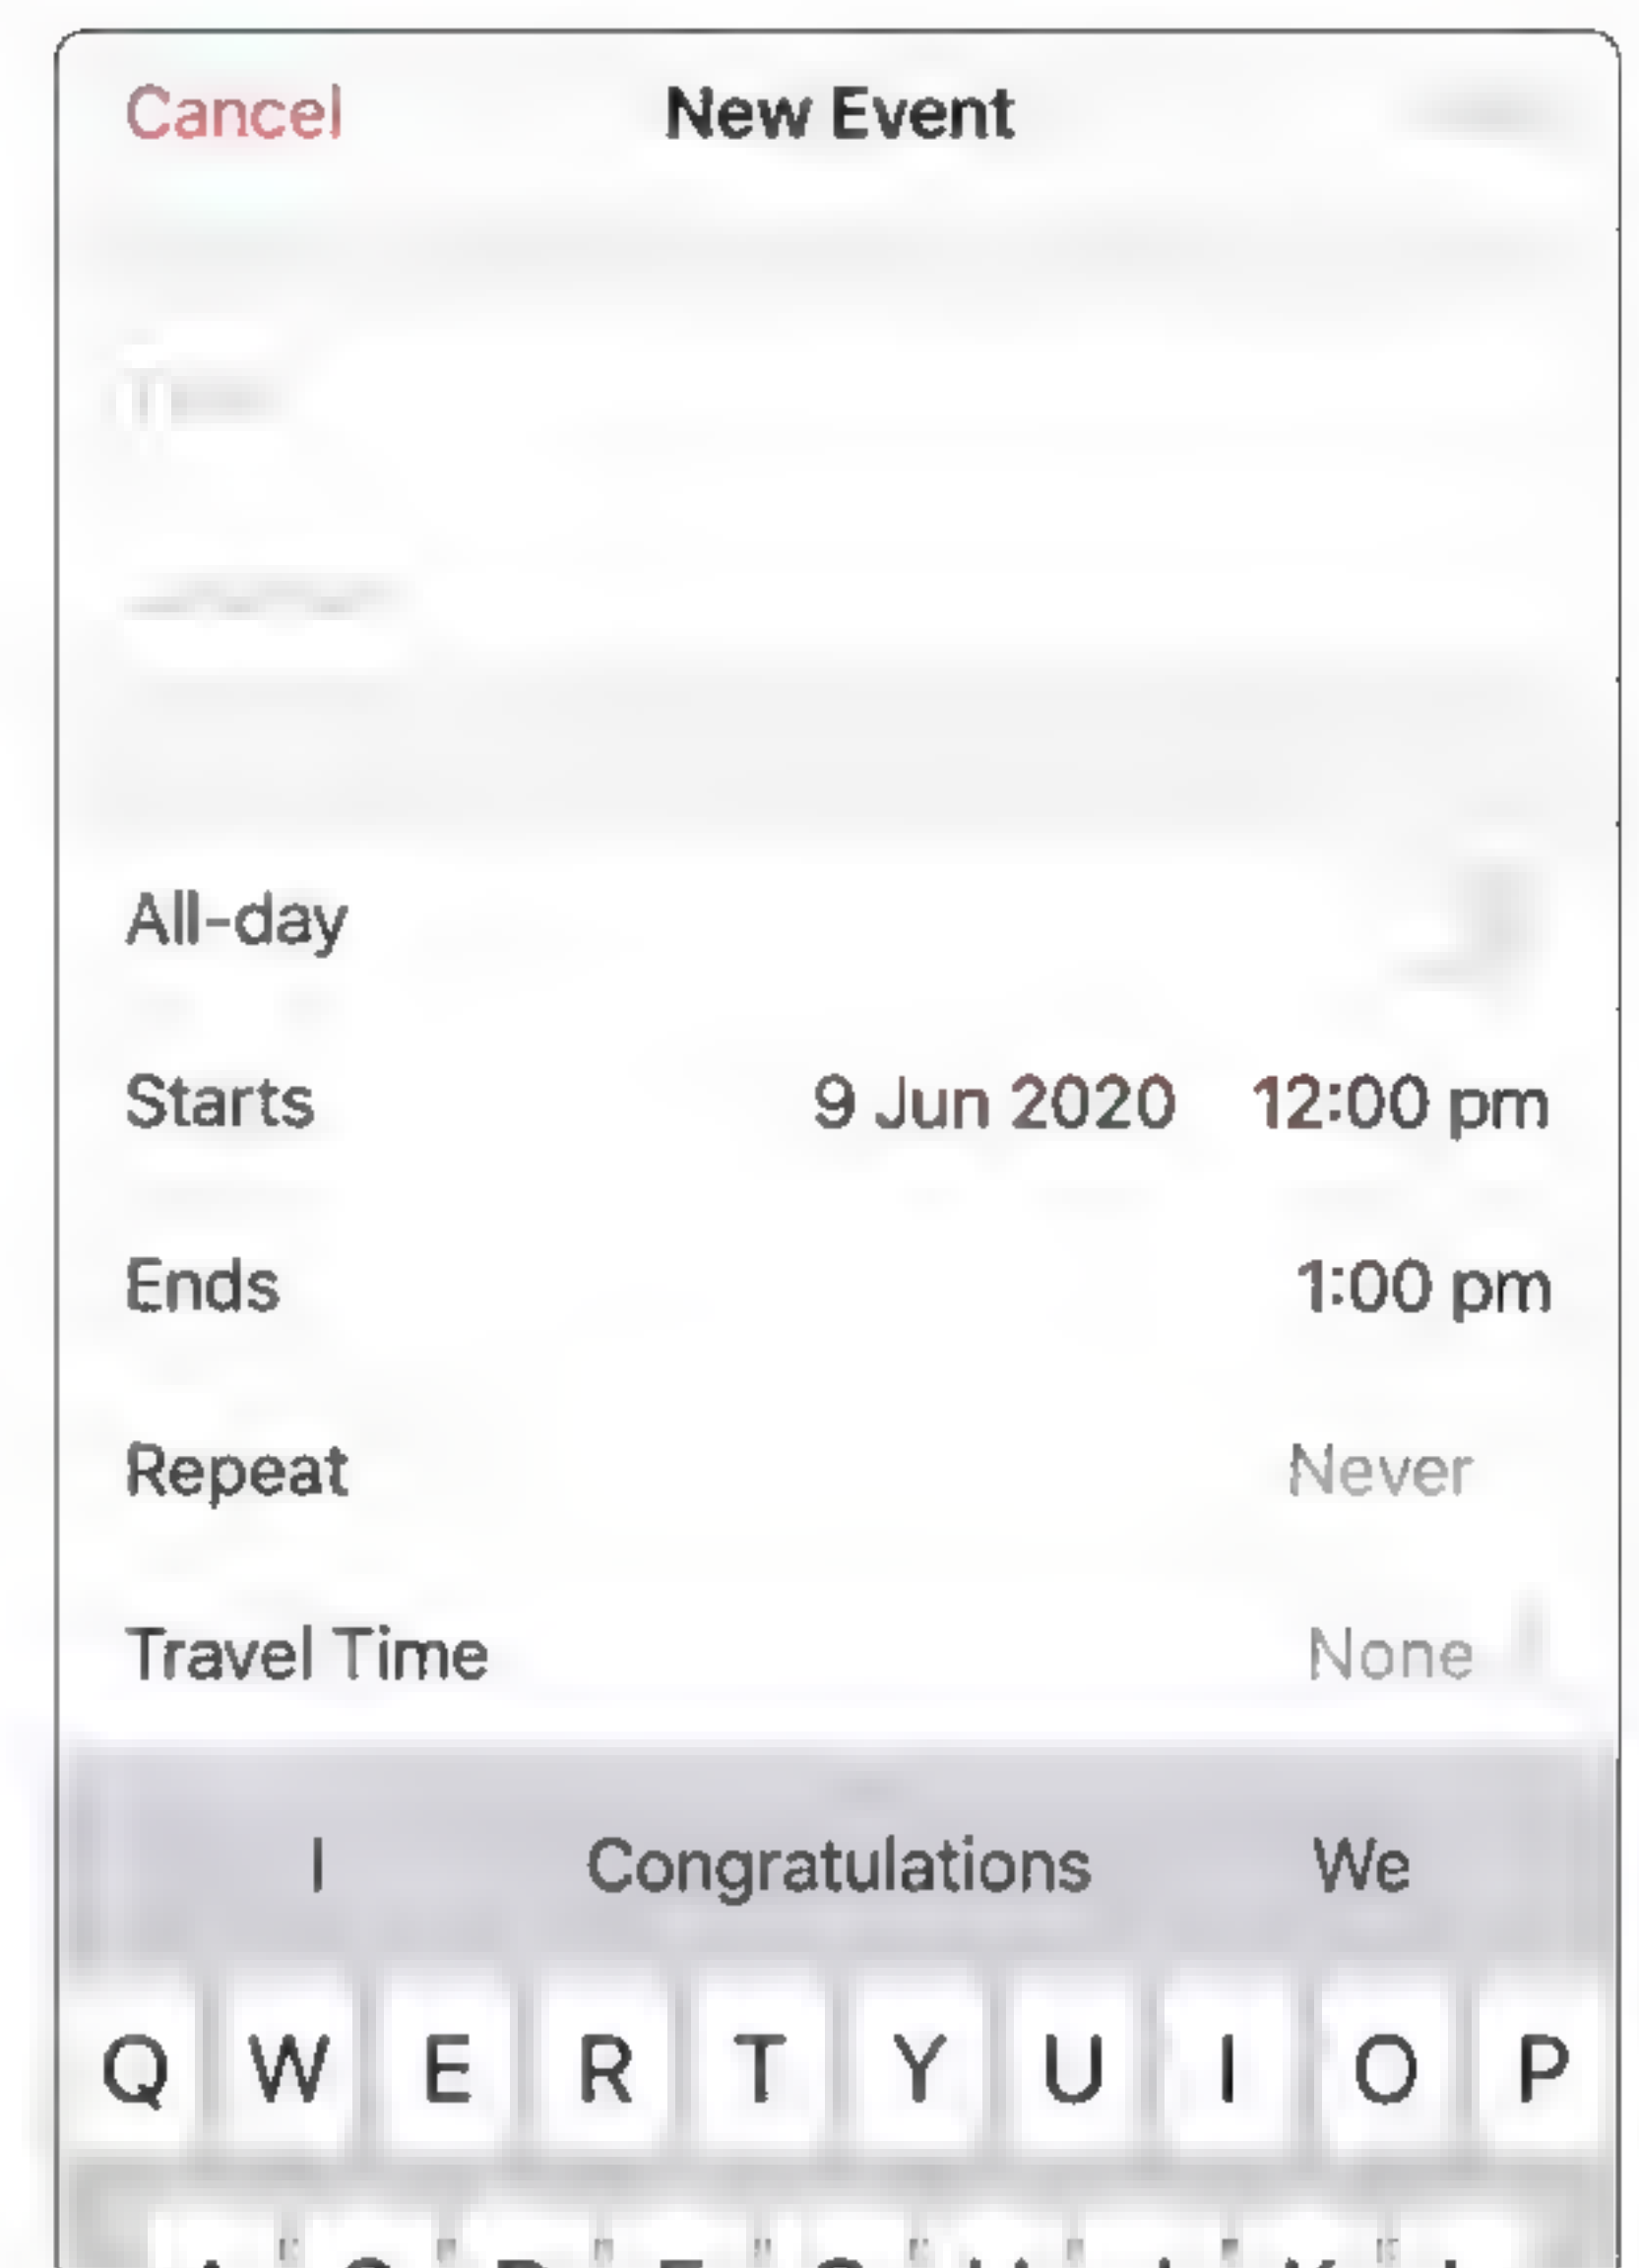 Cancel New Event
All-day
Starts 9 Jun 2020 12:00 pm
Ends 1:00 pm
Repeat Never
Travel Time None
I Congratulations We
Q W E R T Y U I O P